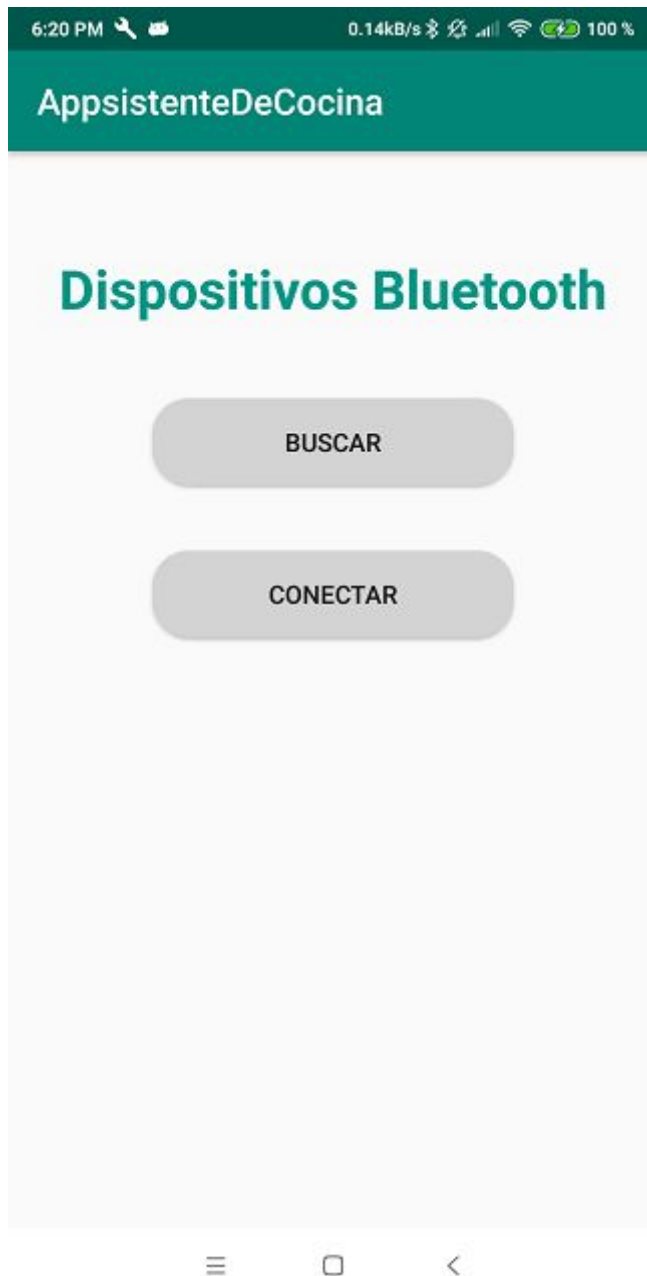 6:20 PM 0.14kB/s 100 %
AppsistenteDeCocina
Dispositivos Bluetooth
BUSCAR
CONECTAR